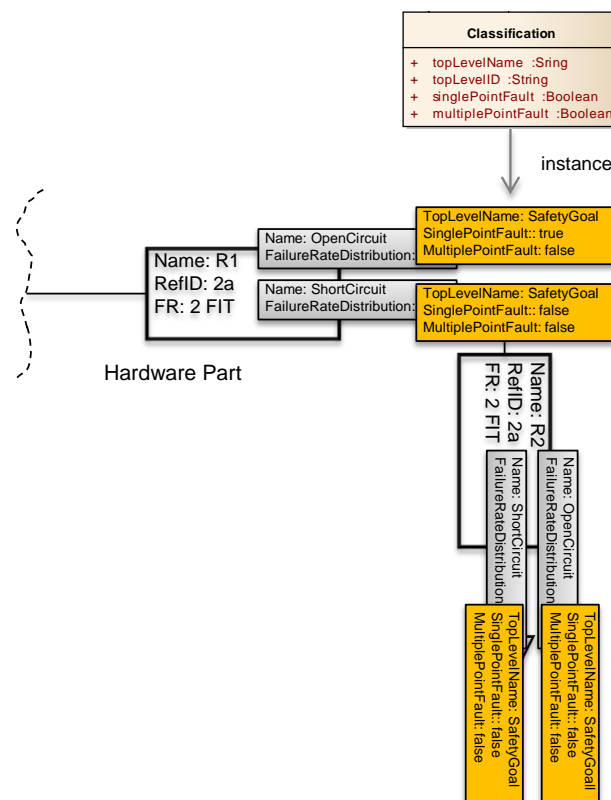 Classification
+ topLevelName :Sring
+ topLevelID :String
+ singlePointFault :Boolean
+ multiplePointFault :Boolean
instance
TopLevelName: SafetyGoal
SinglePointFault:: true
MultiplePointFault: false
Name: OpenCircuit
FailureRateDistribution:
Name: R1
RefID: 2a
FR: 2 FIT
Name: ShortCircuit
FailureRateDistribution:
TopLevelName: SafetyGoal
SinglePointFault:: false
MultiplePointFault: false
Hardware Part
Name: R2
RefID: 2a
FR: 2 FIT
Name: OpenCircuit
FailureRateDistribution
Name: ShortCircuit
FailureRateDistribution
TopLevelName: SafetyGoall
SinglePointFault:: false
MultiplePointFault: false
TopLevelName: SafetyGoal
SinglePointFault:: false
MultiplePointFault: false